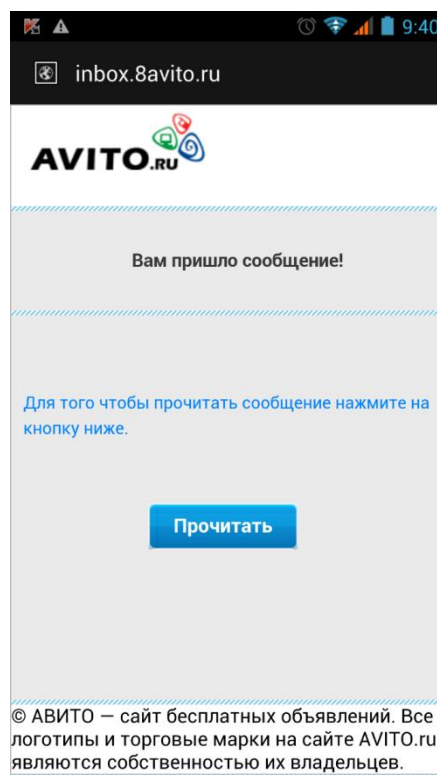 9:40
inbox.8avito.ru
AVITO.RU
Вам пришло сообщение!
Для того чтобы прочитать сообщение нажмите на
кнопку ниже.
Прочитать
© АВИТО — сайт бесплатных объявлений. Все
логотипы и торговые марки на сайте AVITO.ru
являются собственностью их владельцев.